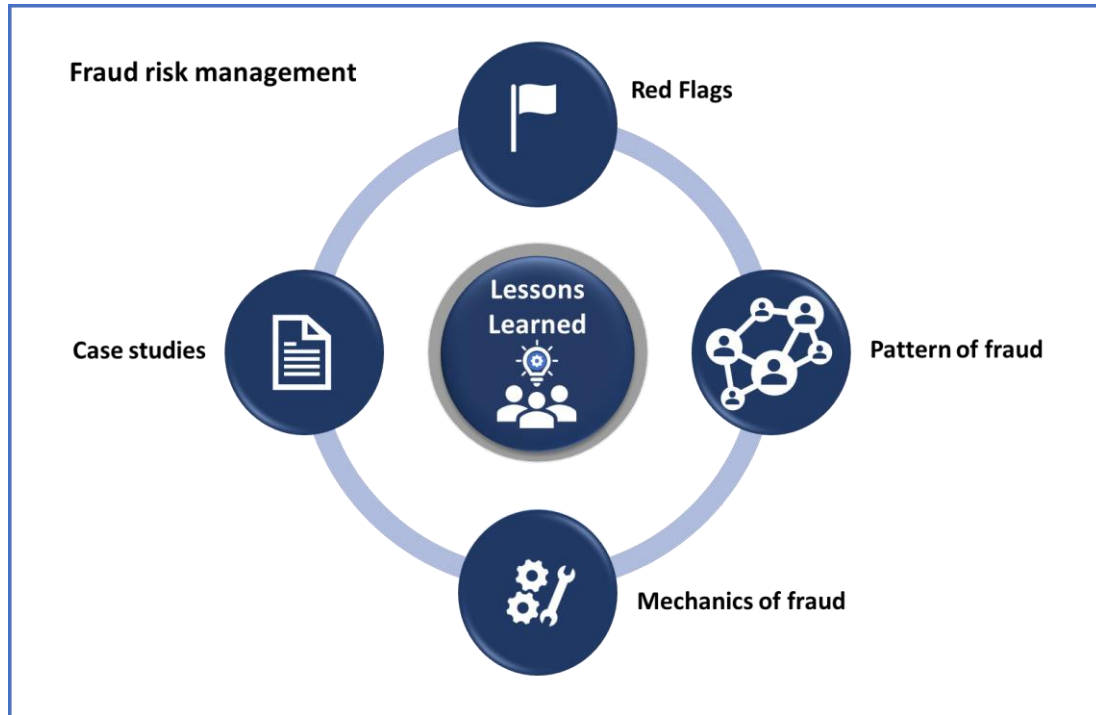 Fraud risk management
Red Flags
Lessons
Learned
Case studies
Pattern of fraud
Mechanics of fraud